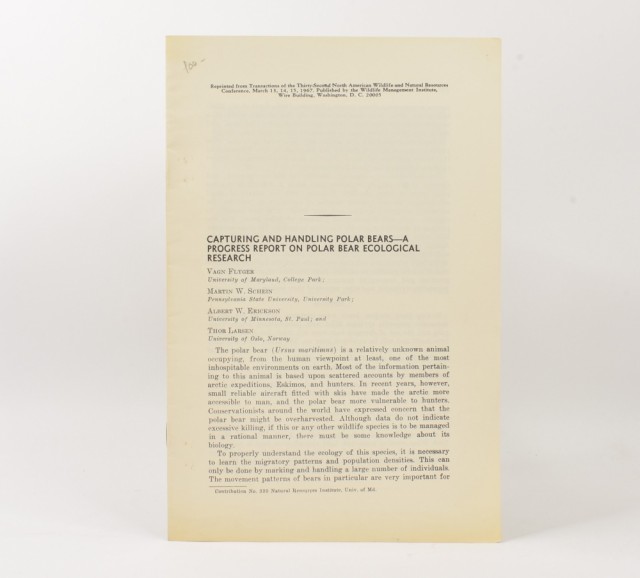 100-
Reprinted from Transactions of the Thirty-Second North American Wildlife and Natural Resources
Conference, March 13, 14, 15, 1967. Published by the Wildlife Management Institute,
Wire Building, Washington, D. C. 20005
CAPTURING AND HANDLING POLAR BEARS—A
PROGRESS REPORT ON POLAR BEAR ECOLOGICAL
RESEARCH
VAGN FLYGER
University of Maryland, College Park;
MARTIN W. SCHEIN
Pennsylvania State University, University Park;
ALBERT W. ERICKSON
University of Minnesota, St. Paul; and
THOR LARSEN
University of Oslo, Norway
The polar bear (Ursus maritimus) is a relatively unknown animal
occupying, from the human viewpoint at least, one of the most
inhospitable environments on earth. Most of the information pertain-
ing to this animal is based upon scattered accounts by members of
arctic expeditions, Eskimos, and hunters. In recent years, however,
small reliable aircraft fitted with skis have made the arctic more
accessible to man, and the polar bear more vulnerable to hunters.
Conservationists around the world have expressed concern that the
polar bear might be overharvested. Although data do not indicate
excessive killing, if this or any other wildlife species is to be managed
in a rational manner, there must be some knowledge about its
biology.
To properly understand the ecology of this species, it is necessary
to learn the migratory patterns and population densities. This can
only be done by marking and handling a large number of individuals.
The movement patterns of bears in particular are very important for
Contribution No. Natural Resources Institute, Univ. of Md.